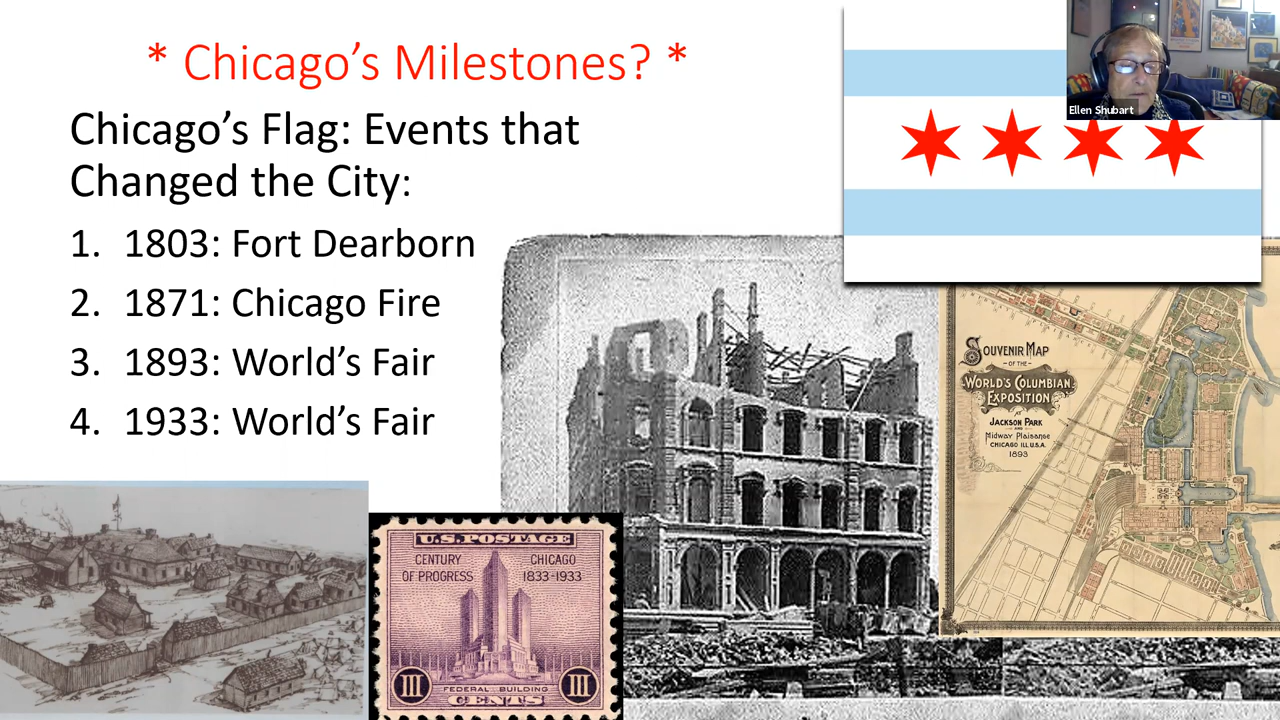 * Chicago’s Milestones? *
Chicago’s Flag: Events that
Changed the City:
1. 1803: Fort Dearborn
2. 1871: Chicago Fire
3. 1893: World’s Fair
4. 1933: World’s Fair
Ellen Shubart
SOUVENIR MAP
OF THE
WORLD'S COLUMBIAN
EXPOSITION
AT
JACKSON PARK
AND
Midway Plaisance
CHICAGO ILL U.S.A.
1893
U.S. POSTAGE
CENTURY
OF PROGRESS
CHICAGO
1833-1933
III
III
FEDERAL BUILDING
CENTS